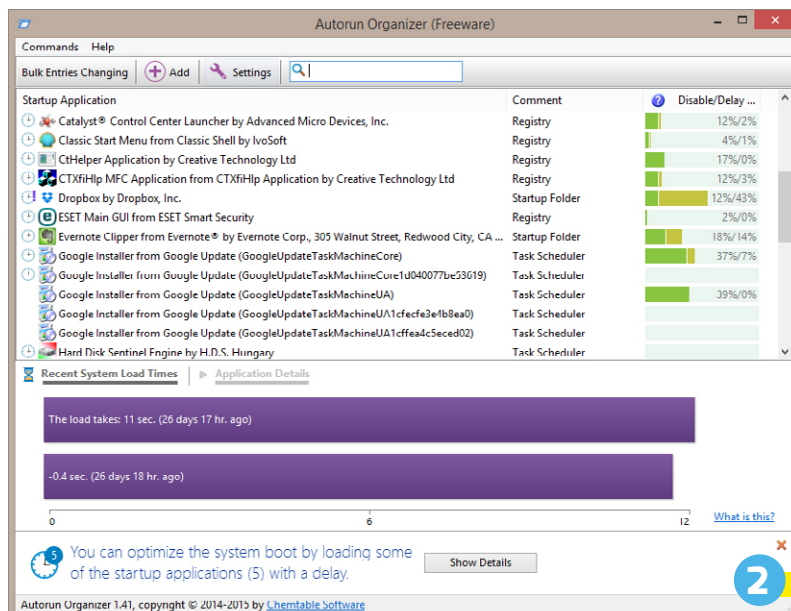 Autorun Organizer (Freeware)
Commands Help
Bulk Entries Changing Add Settings
Startup Application Comment Disable/Delay ...
Catalyst® Control Center Launcher by Advanced Micro Devices, Inc. Registry 12%/2%
Classic Start Menu from Classic Shell by IvoSoft Registry 4%/1%
CtHelper Application by Creative Technology Ltd Registry 17%/0%
CTXfiHlp MFC Application from CTXfiHlp Application by Creative Technology Ltd Registry 12%/3%
Dropbox by Dropbox, Inc. Startup Folder 12%/43%
ESET Main GUI from ESET Smart Security Registry 2%/0%
Evernote Clipper from Evernote® by Evernote Corp., 305 Walnut Street, Redwood City, CA ... Startup Folder 18%/14%
Google Installer from Google Update (GoogleUpdateTaskMachineCore) Task Scheduler 37%/7%
Google Installer from Google Update (GoogleUpdateTaskMachineCore1d040077be53619) Task Scheduler
Google Installer from Google Update (GoogleUpdateTaskMachineUA) Task Scheduler 39%/0%
Google Installer from Google Update (GoogleUpdateTaskMachineUA1cfecfe3e4b8ea0) Task Scheduler
Google Installer from Google Update (GoogleUpdateTaskMachineUA1cffea4c5eced02) Task Scheduler
Hard Disk Sentinel Engine by H.D.S. Hungary Task Scheduler
Recent System Load Times Application Details
The load takes: 11 sec. (26 days 17 hr. ago)
-0.4 sec. (26 days 18 hr. ago)
0 6 12 What is this?
5 You can optimize the system boot by loading some
of the startup applications (5) with a delay.
Show Details
2
Autorun Organizer 1.41, copyright © 2014-2015 by Chemtable Software